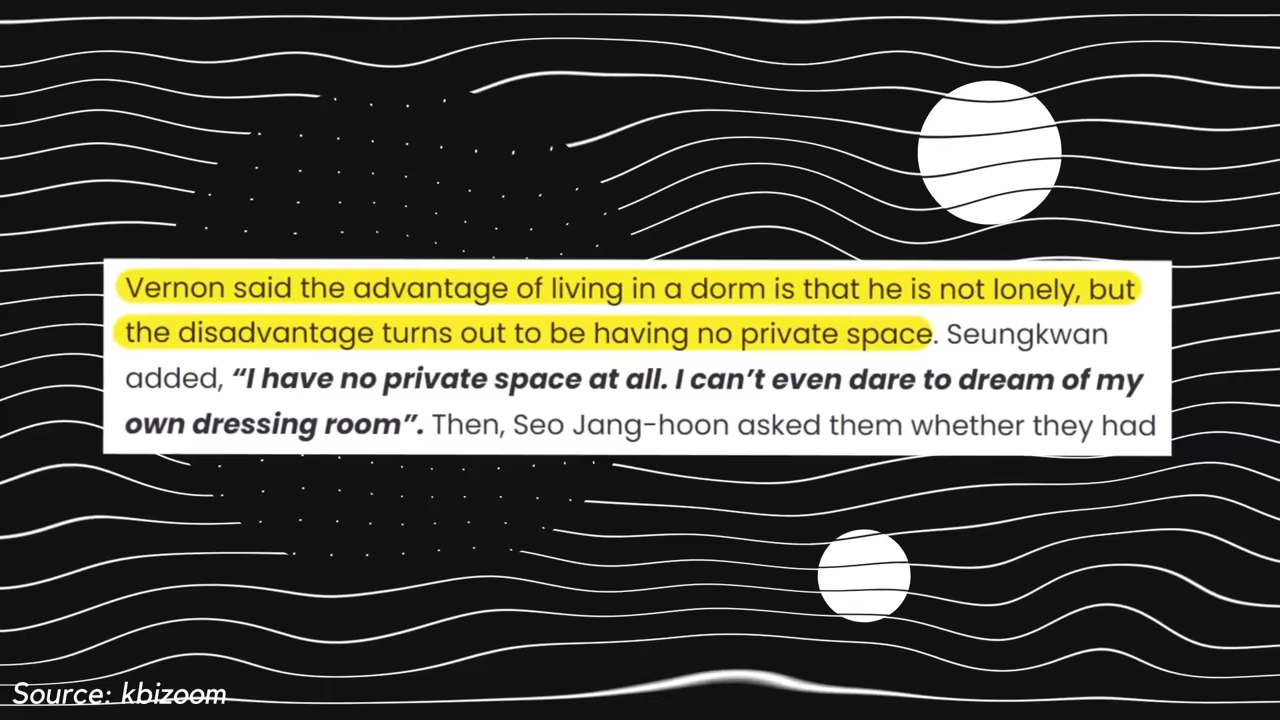 Vernon said the advantage of living in a dorm is that he is not lonely, but
the disadvantage turns out to be having no private space. Seungkwan
added, “I have no private space at all. I can’t even dare to dream of my
own dressing room”. Then, Seo Jang-hoon asked them whether they had
Source: kbizoom